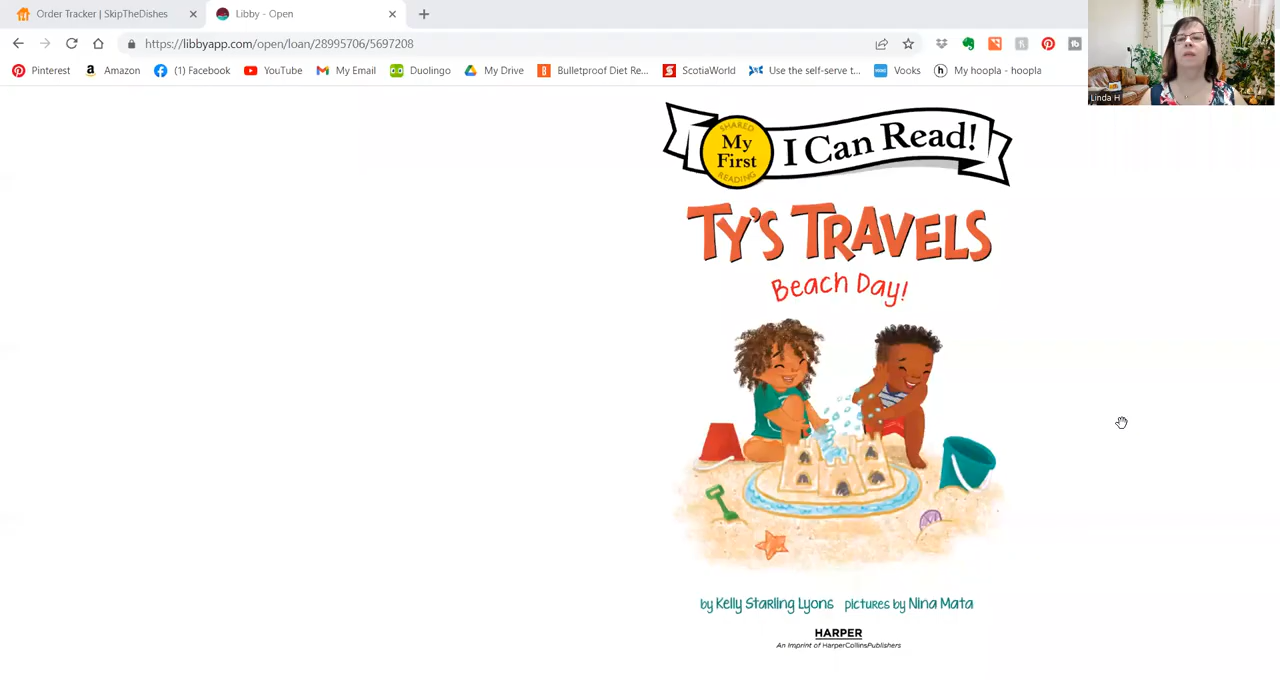 Order Tracker | SkipTheDishes
Libby - Open
https://libbyapp.com/open/loan/28995706/5697208
Pinterest
Amazon
(1) Facebook
YouTube
My Email
Duolingo
My Drive
Bulletproof Diet Re...
ScotiaWorld
Use the self-serve t...
Vooks
My hoopla - hoopla
Linda H
SHARED
My
First
READING
I Can Read!
TY'S TRAVELS
Beach Day!
by Kelly Starling Lyons pictures by Nina Mata
HARPER
An Imprint of HarperCollinsPublishers